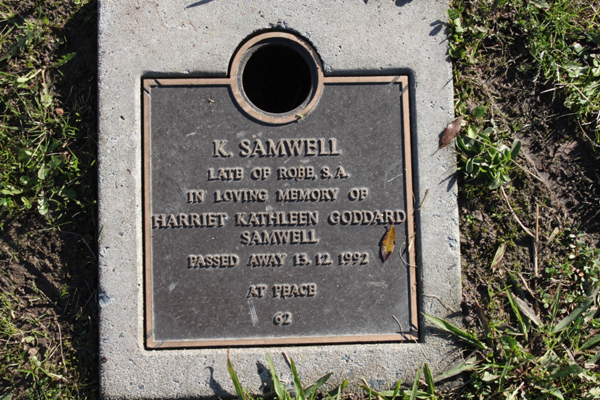 K. SAMWELL
LATE OF ROBE, S.A.
IN LOVING MEMORY OF
HARRIET KATHLEEN GODDARD
SAMWELL
PASSED AWAY 13. 12. 1992
AT PEACE
62